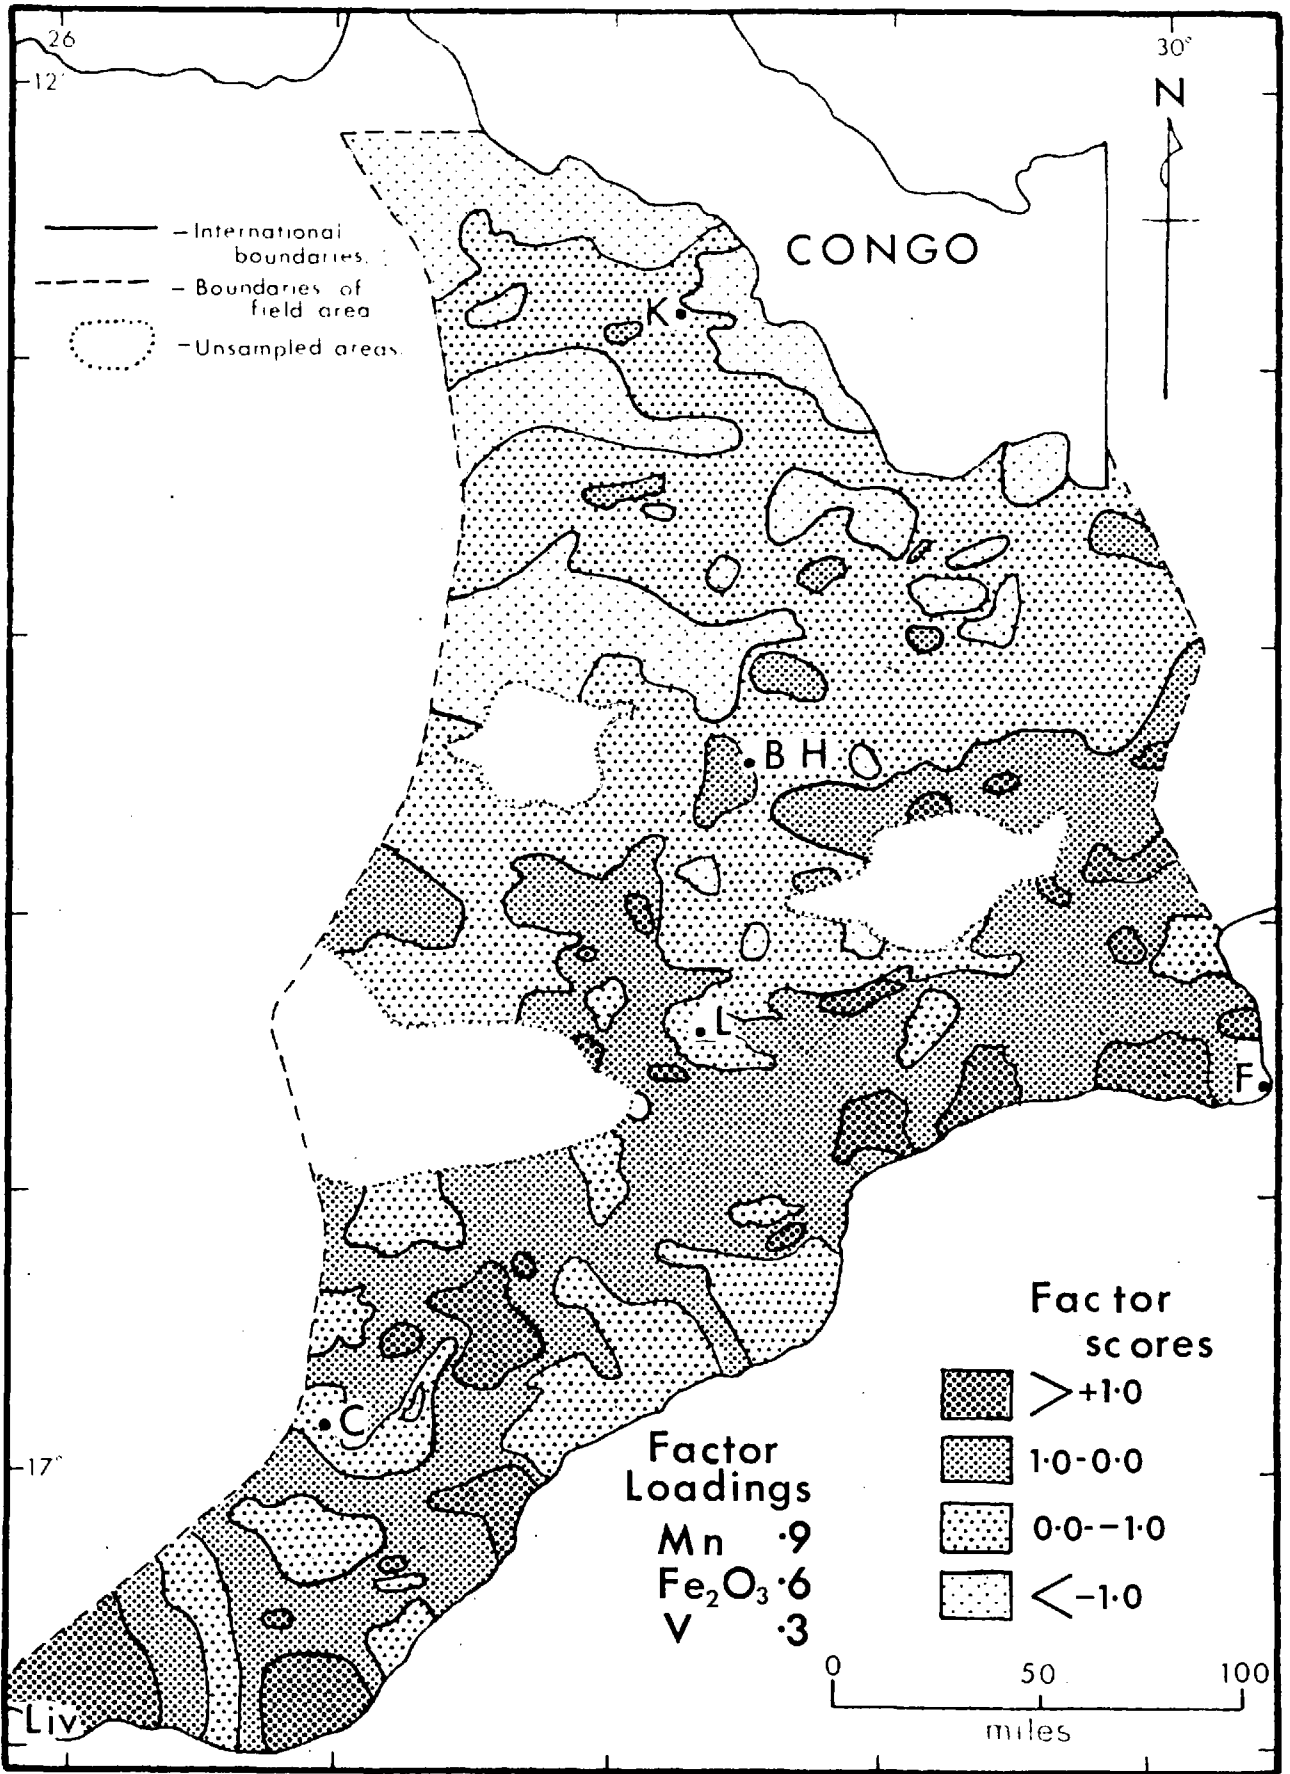 26
30°
12°
N
— International
boundaries.
— Boundaries of
field area
— Unsampled areas.
CONGO
K
B H
L
F
C
17°
Liv
Factor
scores
>+1·0
1·0-0·0
0·0--1·0
<-1·0
Factor
Loadings
Mn ·9
Fe₂O₃ ·6
V ·3
0 50 100
miles